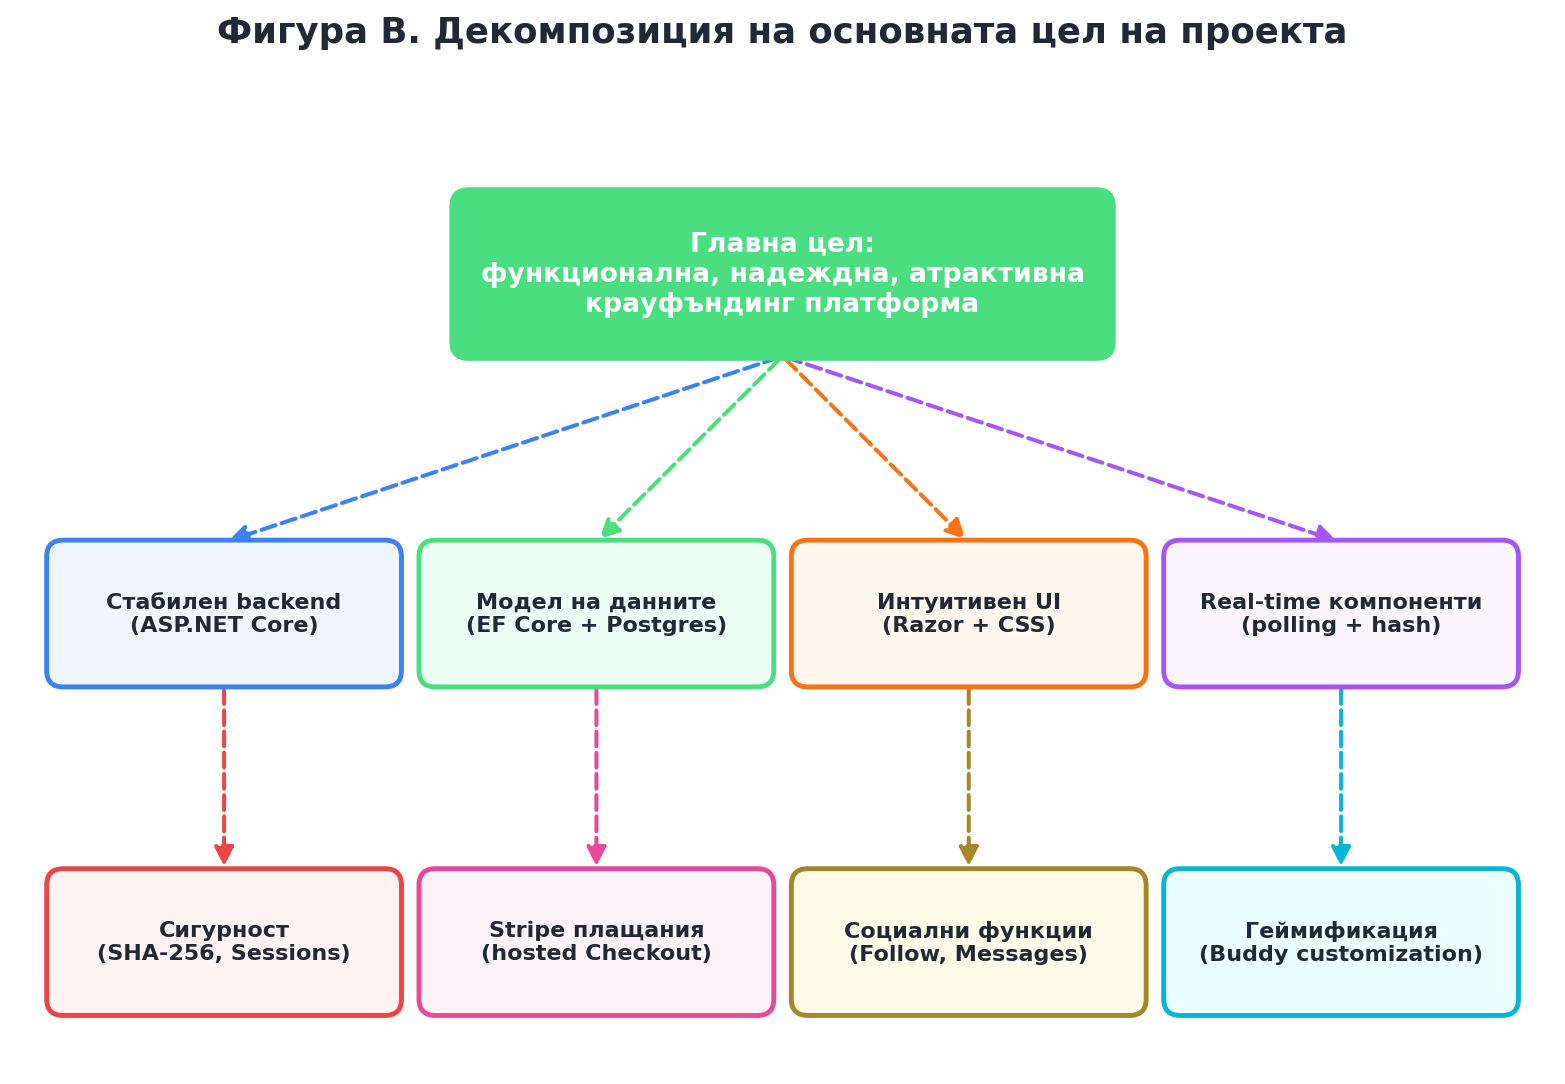 Фигура В. Декомпозиция на основната цел на проекта
Главна цел:
функционална, надеждна, атрактивна
крауфъндинг платформа
Стабилен backend
(ASP.NET Core)
Модел на данните
(EF Core + Postgres)
Интуитивен UI
(Razor + CSS)
Real-time компоненти
(polling + hash)
Сигурност
(SHA-256, Sessions)
Stripe плащания
(hosted Checkout)
Социални функции
(Follow, Messages)
Геймификация
(Buddy customization)